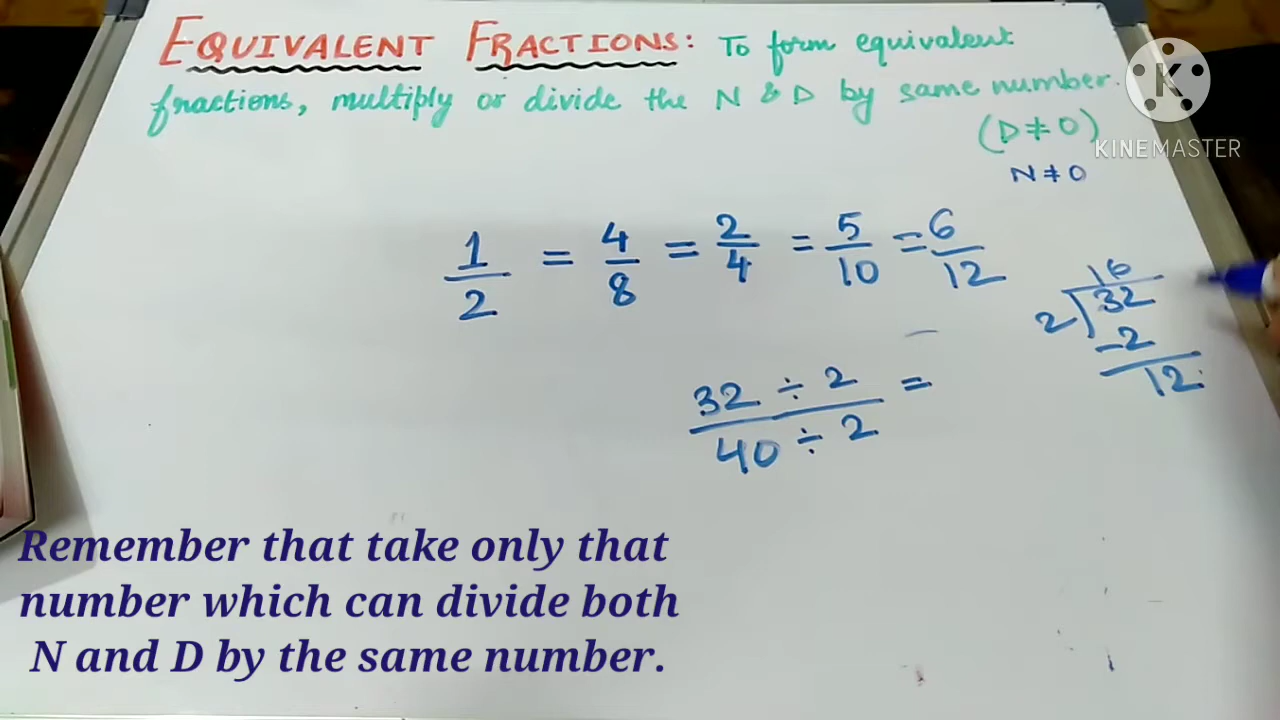 EQUIVALENT FRACTIONS: To form equivalent
fractions, multiply or divide the N & D by same number.
(D ≠ 0)
N ≠ 0
K
KINEMASTER
1/2 = 4/8 = 2/4 = 5/10 = 6/12
16
2)32
-2
12
32 ÷ 2 =
40 ÷ 2
Remember that take only that
number which can divide both
N and D by the same number.